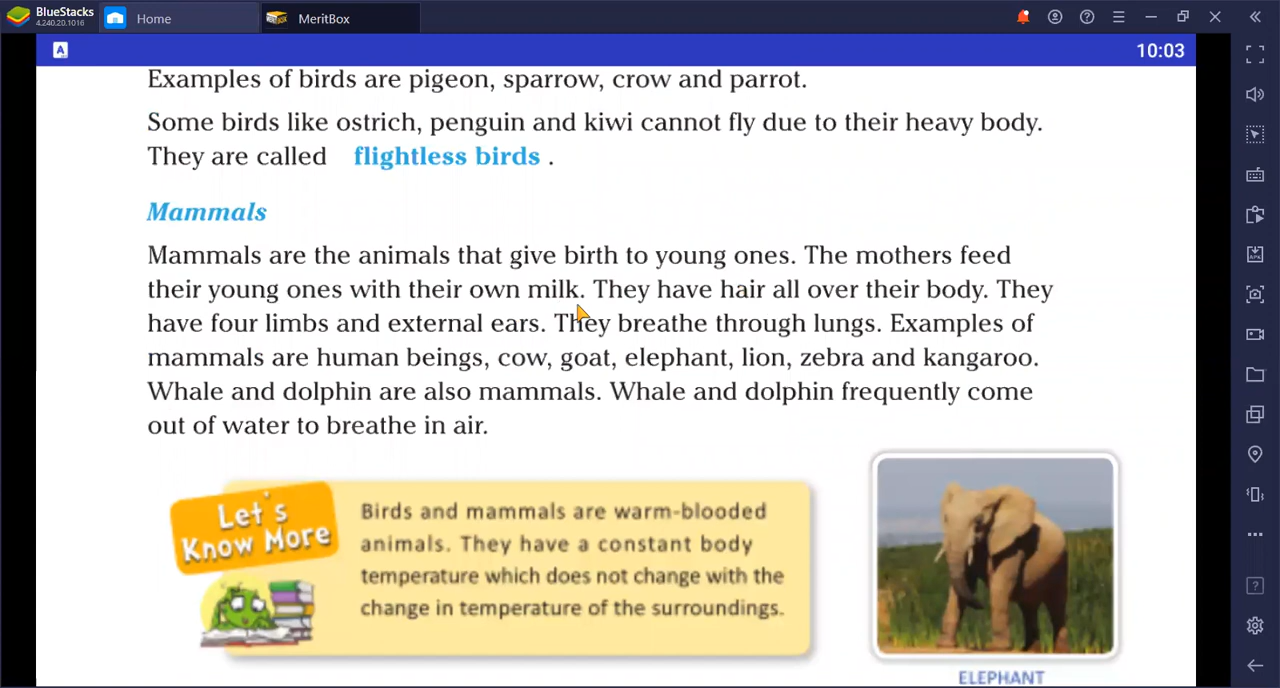 BlueStacks
4.240.20.1016
Home
MeritBox
A
10:03
Examples of birds are pigeon, sparrow, crow and parrot.
Some birds like ostrich, penguin and kiwi cannot fly due to their heavy body.
They are called flightless birds .
Mammals
Mammals are the animals that give birth to young ones. The mothers feed
their young ones with their own milk. They have hair all over their body. They
have four limbs and external ears. They breathe through lungs. Examples of
mammals are human beings, cow, goat, elephant, lion, zebra and kangaroo.
Whale and dolphin are also mammals. Whale and dolphin frequently come
out of water to breathe in air.
Let's
Know More
Birds and mammals are warm-blooded
animals. They have a constant body
temperature which does not change with the
change in temperature of the surroundings.
ELEPHANT